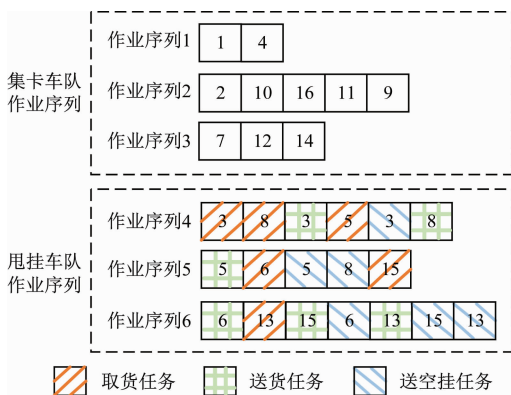 作业序列1 1 4
集卡车队
作业序列
作业序列2 2 10 16 11 9
作业序列3 7 12 14
作业序列4 3 8 3 5 3 8
甩挂车队
作业序列
作业序列5 5 6 5 8 15
作业序列6 6 13 15 6 13 15 13
取货任务 送货任务 送空挂任务